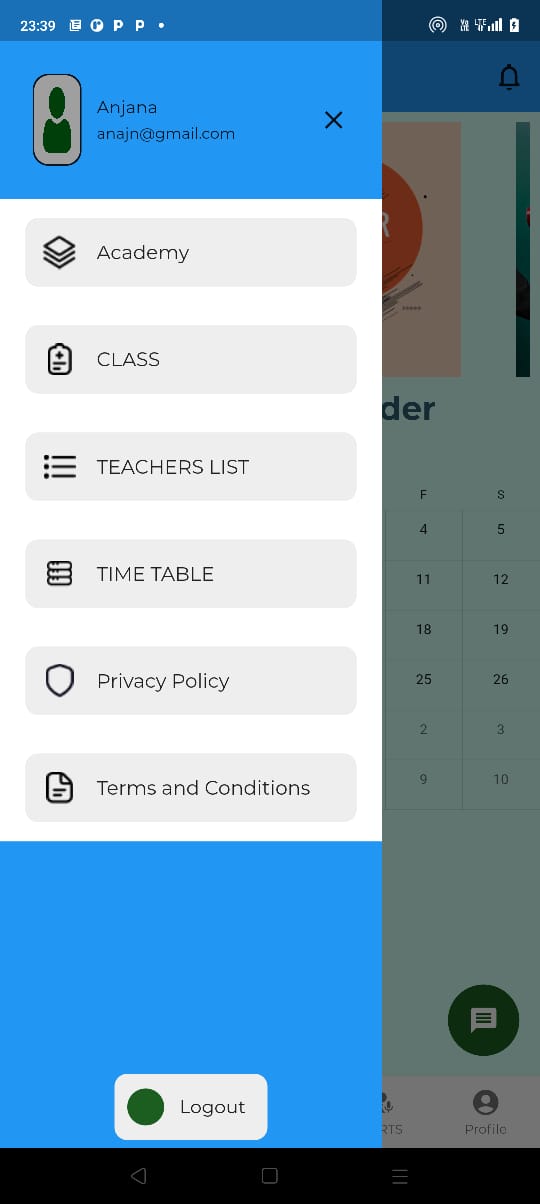 23:39
Anjana
anajn@gmail.com
Academy
CLASS
TEACHERS LIST
TIME TABLE
Privacy Policy
Terms and Conditions
Logout
R
der
F S
4 5
11 12
18 19
25 26
2 3
9 10
RTS
Profile